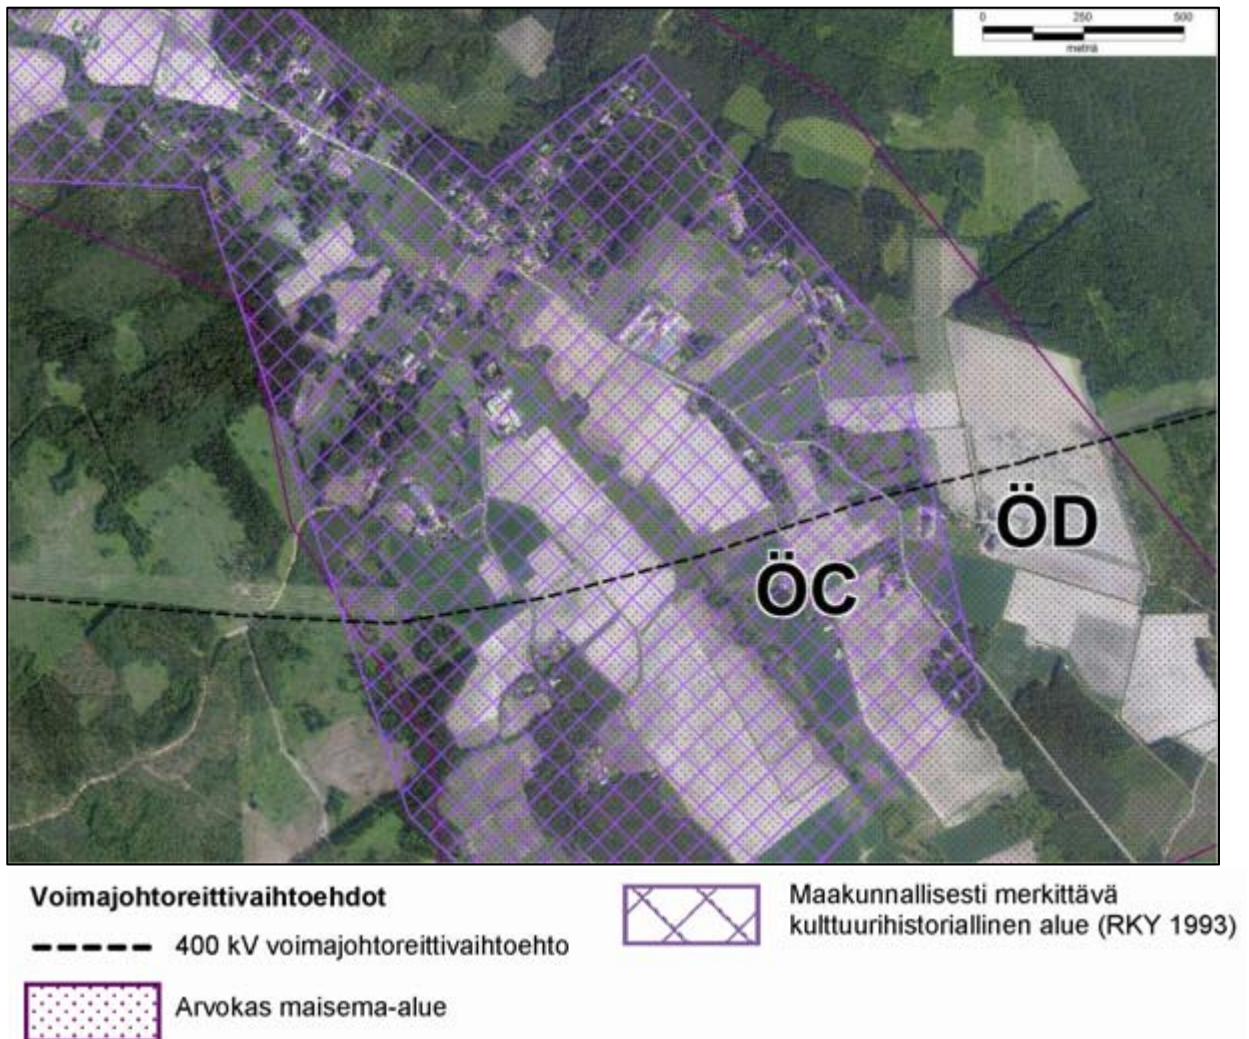 0 250 500
metriä
ÖD
ÖC
Voimajohtoreittivaihtoehdot
400 kV voimajohtoreittivaihtoehto
Arvokas maisema-alue
Maakunnallisesti merkittävä
kulttuurihistoriallinen alue (RKY 1993)